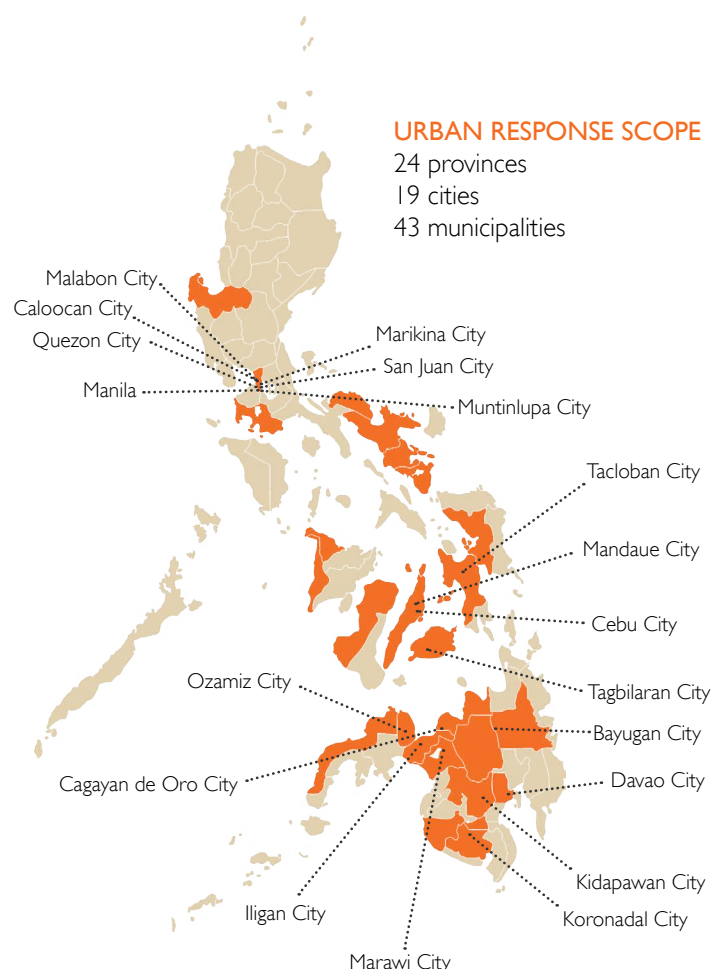 URBAN RESPONSE SCOPE
24 provinces
19 cities
43 municipalities
Malabon City
Caloocan City
Quezon City
Manila
Marikina City
San Juan City
Muntinlupa City
Tacloban City
Mandaue City
Cebu City
Tagbilaran City
Ozamiz City
Bayugan City
Cagayan de Oro City
Davao City
Kidapawan City
Iligan City
Koronadal City
Marawi City